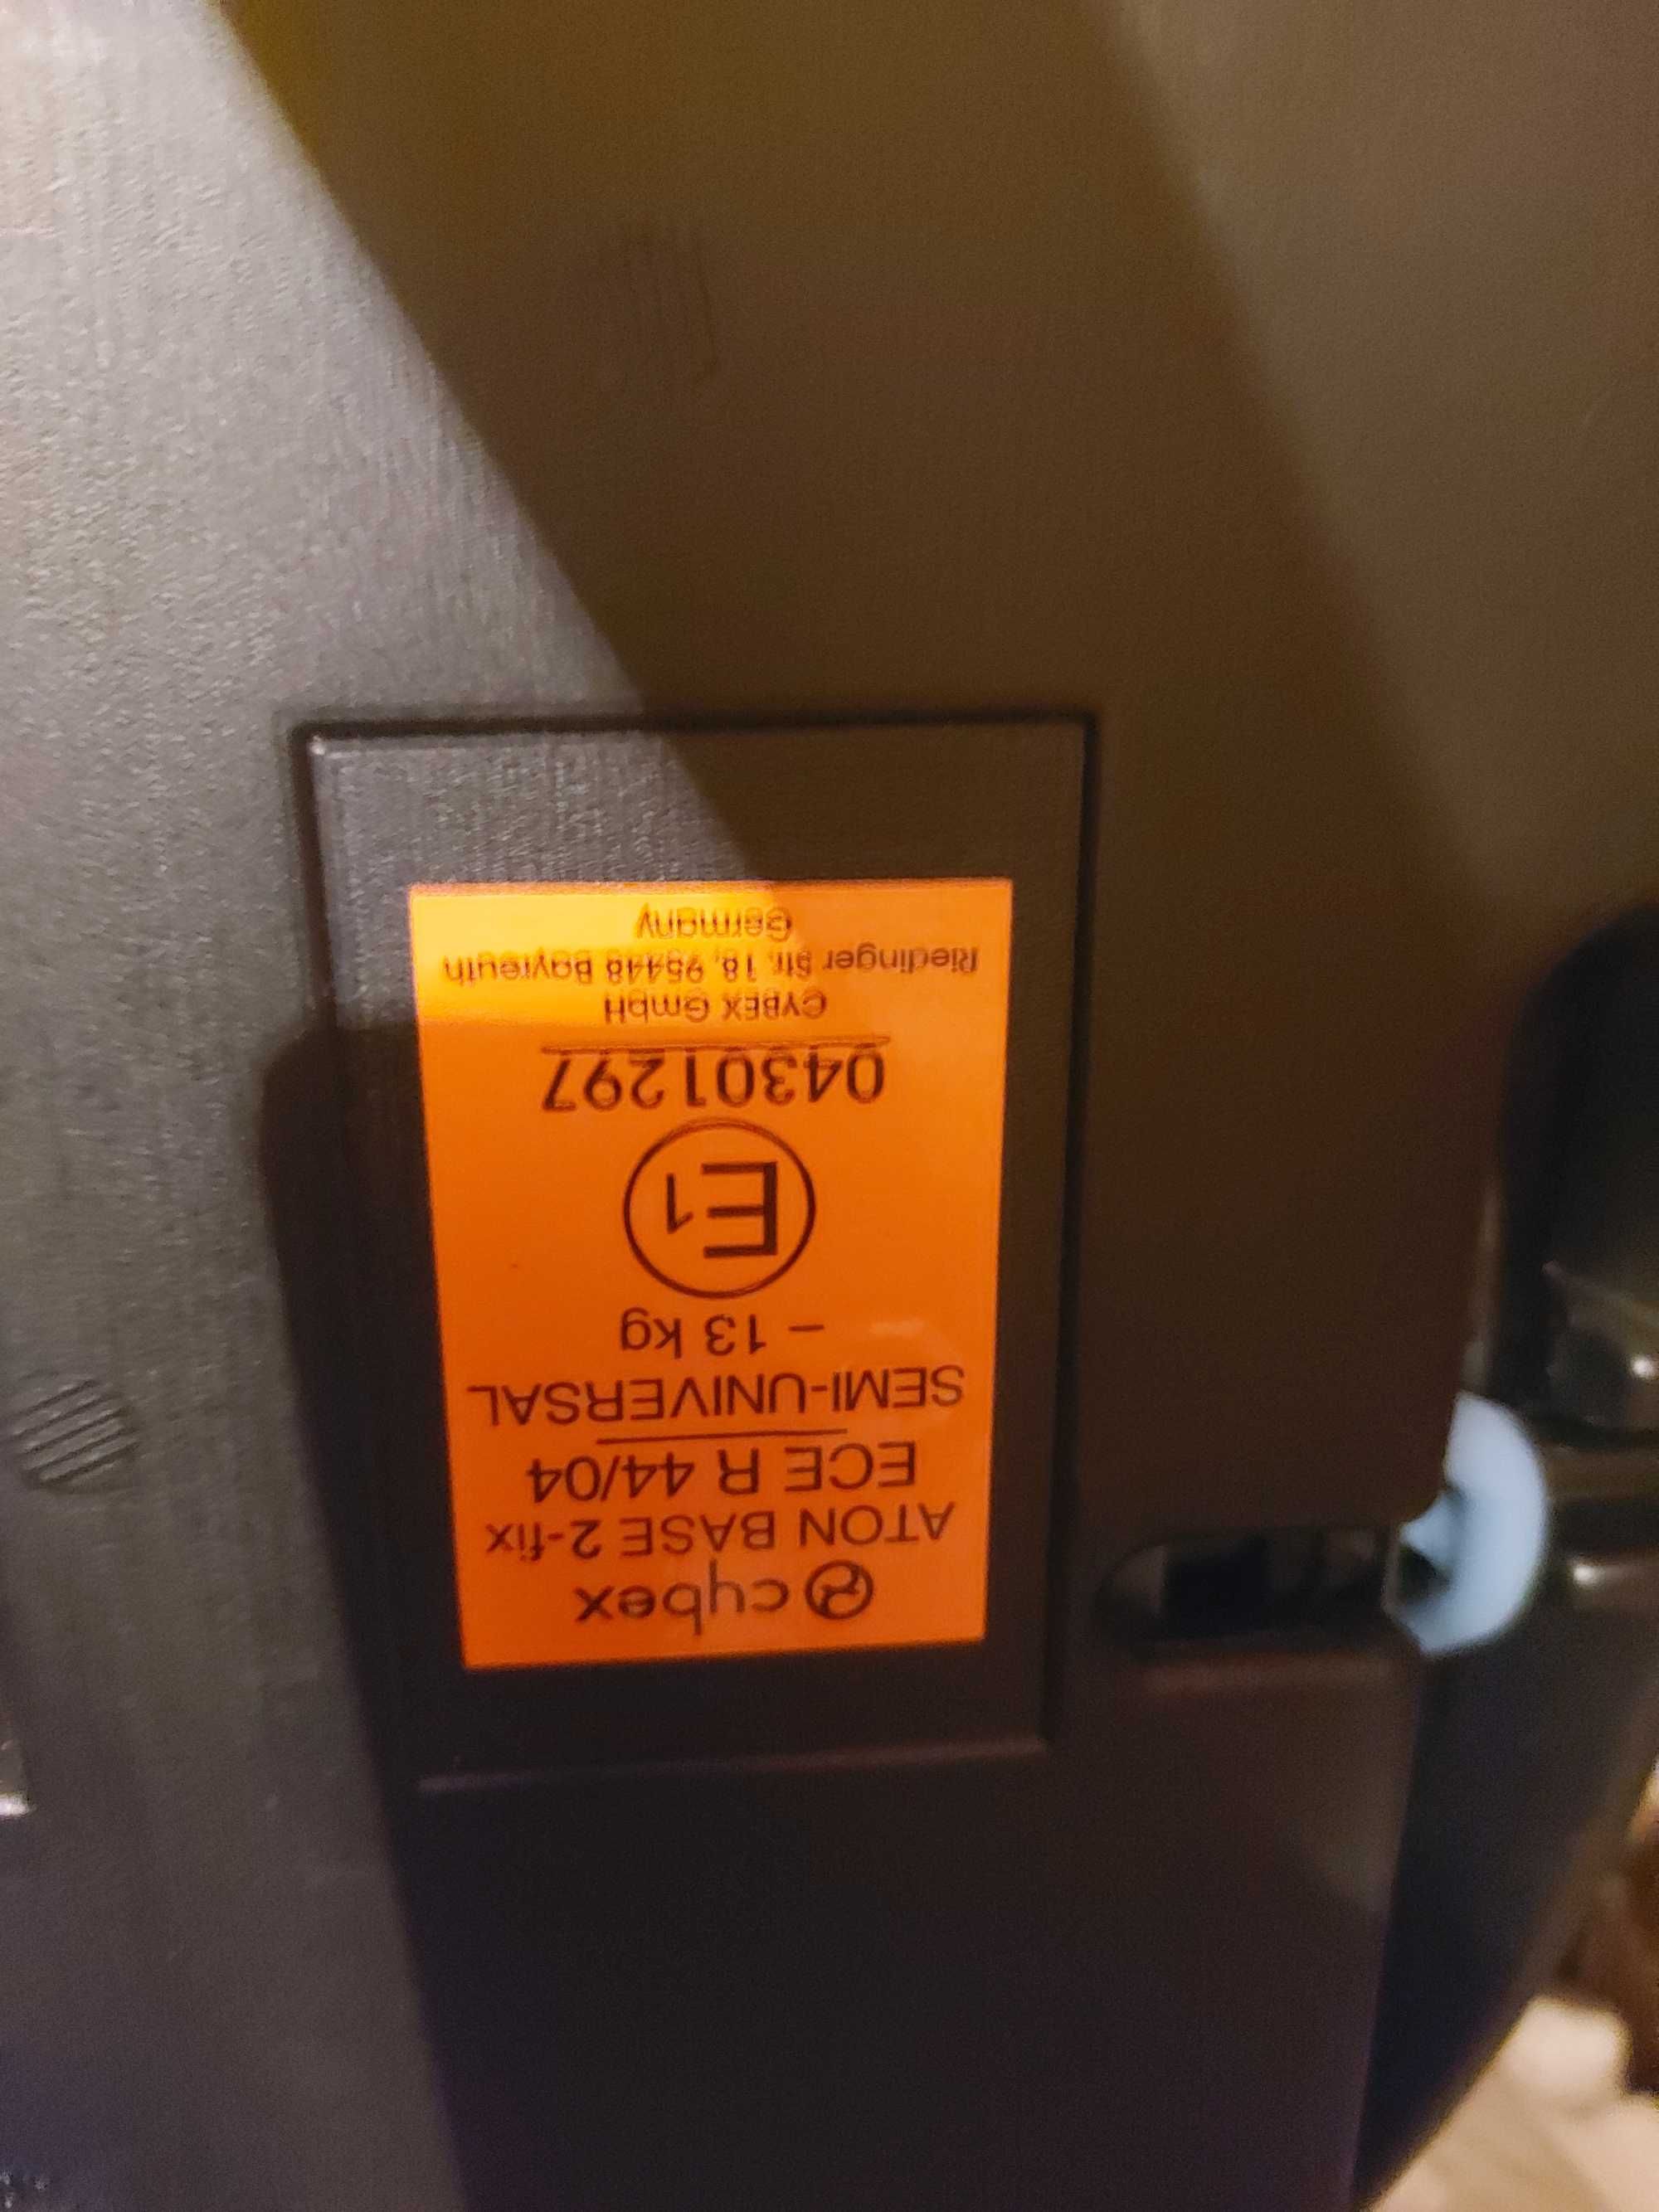 cybex
ATON BASE 2-fix
ECE R 44/04
SEMI-UNIVERSAL
– 13 kg
E1
04301297
CYBEX GmbH
Riedinger Str. 18, 95448 Bayreuth
Germany